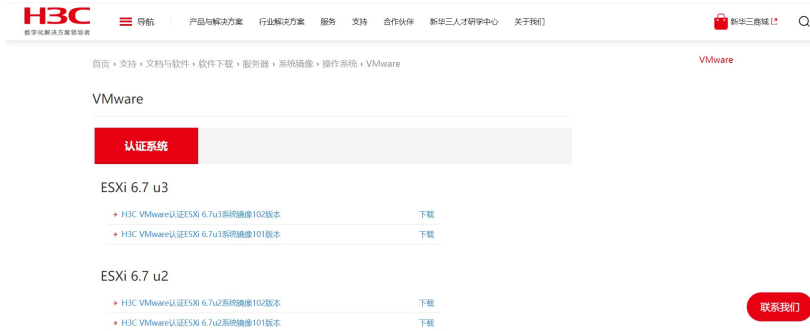 H3C
数字化解决方案领导者
导航 产品与解决方案 行业解决方案 服务 支持 合作伙伴 新华三人才研学中心 关于我们 新华三商城
首页 › 支持 › 文档与软件 › 软件下载 › 服务器 › 系统镜像 › 操作系统 › VMware
VMware
VMware
认证系统
ESXi 6.7 u3
H3C VMware认证ESXi 6.7u3系统镜像102版本 下载
H3C VMware认证ESXi 6.7u3系统镜像101版本 下载
ESXi 6.7 u2
H3C VMware认证ESXi 6.7u2系统镜像102版本 下载
H3C VMware认证ESXi 6.7u2系统镜像101版本 下载
联系我们